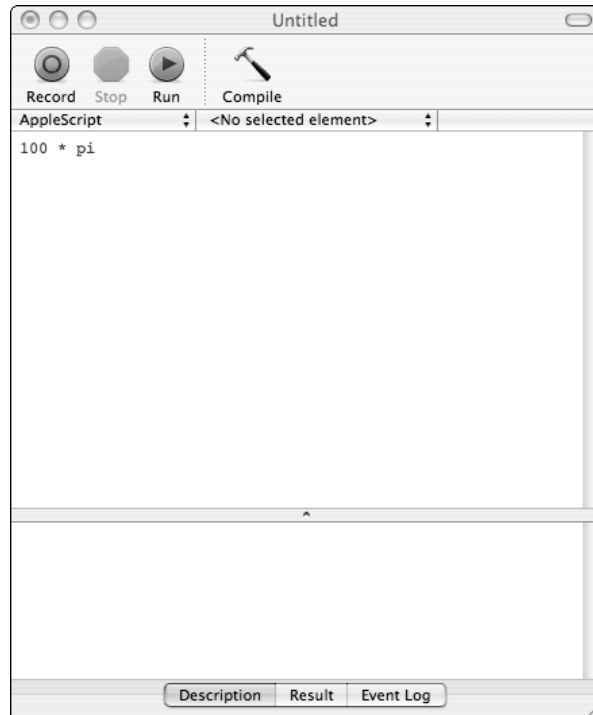 Untitled
Record Stop Run Compile
AppleScript <No selected element>
100 * pi
Description Result Event Log